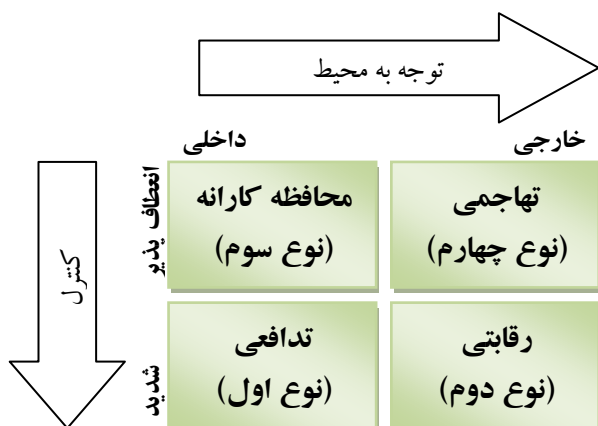 توجه به محیط
خارجی
داخلی
کنترل
انعطاف پذیر
تهاجمی
(نوع چهارم)
محافظه کارانه
(نوع سوم)
شدید
رقابتی
(نوع دوم)
تدافعی
(نوع اول)